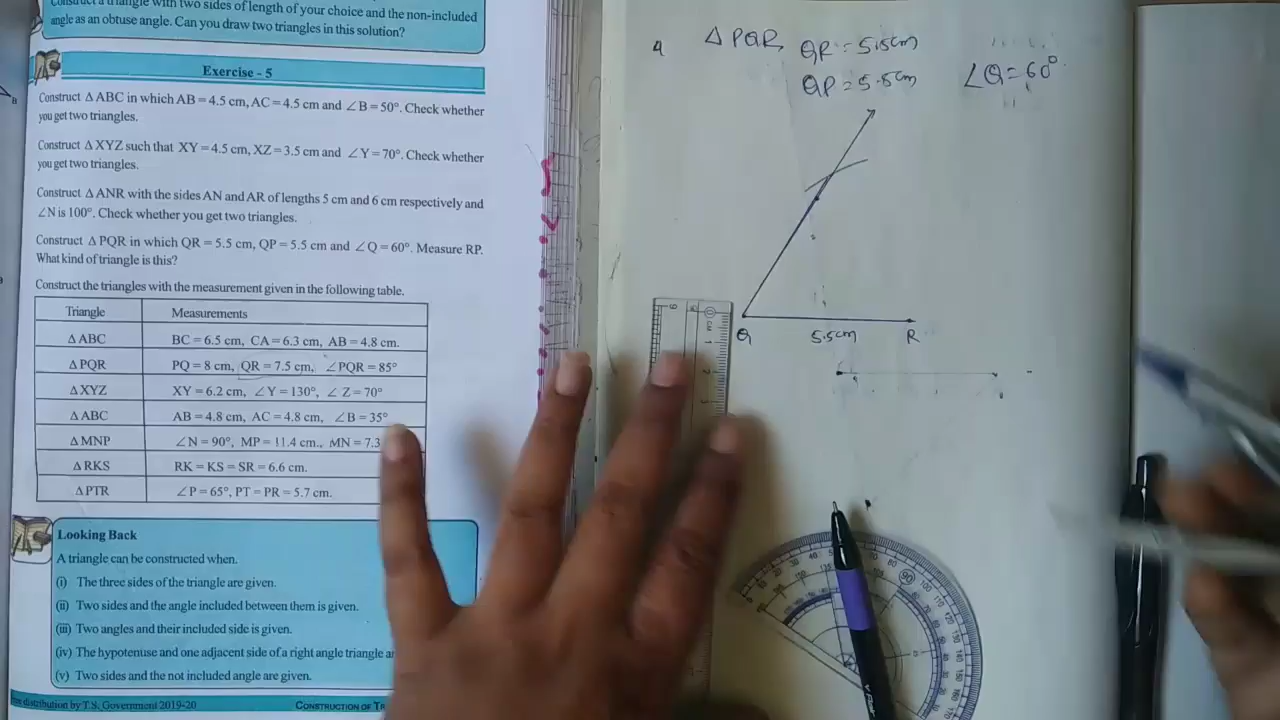 Construct a triangle with two sides of length of your choice and the non-included
angle as an obtuse angle. Can you draw two triangles in this solution?
Exercise - 5
Construct Δ ABC in which AB = 4.5 cm, AC = 4.5 cm and ∠B = 50°. Check whether
you get two triangles.
Construct Δ XYZ such that XY = 4.5 cm, XZ = 3.5 cm and ∠Y = 70°. Check whether
you get two triangles.
Construct Δ ANR with the sides AN and AR of lengths 5 cm and 6 cm respectively and
∠N is 100°. Check whether you get two triangles.
Construct Δ PQR in which QR = 5.5 cm, QP = 5.5 cm and ∠Q = 60°. Measure RP.
What kind of triangle is this?
Construct the triangles with the measurement given in the following table.
Triangle Measurements
Δ ABC BC = 6.5 cm, CA = 6.3 cm, AB = 4.8 cm.
Δ PQR PQ = 8 cm, QR = 7.5 cm, ∠PQR = 85°
Δ XYZ XY = 6.2 cm, ∠Y = 130°, ∠Z = 70°
Δ ABC AB = 4.8 cm, AC = 4.8 cm, ∠B = 35°
Δ MNP ∠N = 90°, MP = 11.4 cm., MN = 7.3
Δ RKS RK = KS = SR = 6.6 cm.
Δ PTR ∠P = 65°, PT = PR = 5.7 cm.
Looking Back
A triangle can be constructed when.
(i) The three sides of the triangle are given.
(ii) Two sides and the angle included between them is given.
(iii) Two angles and their included side is given.
(iv) The hypotenuse and one adjacent side of a right angle triangle
(v) Two sides and the not included angle are given.
distribution by T.S. Government 2019-20 CONSTRUCTION OF
4 Δ PQR QR = 5.5cm ∠Q = 60°
QP = 5.5cm
Q 5.5cm R